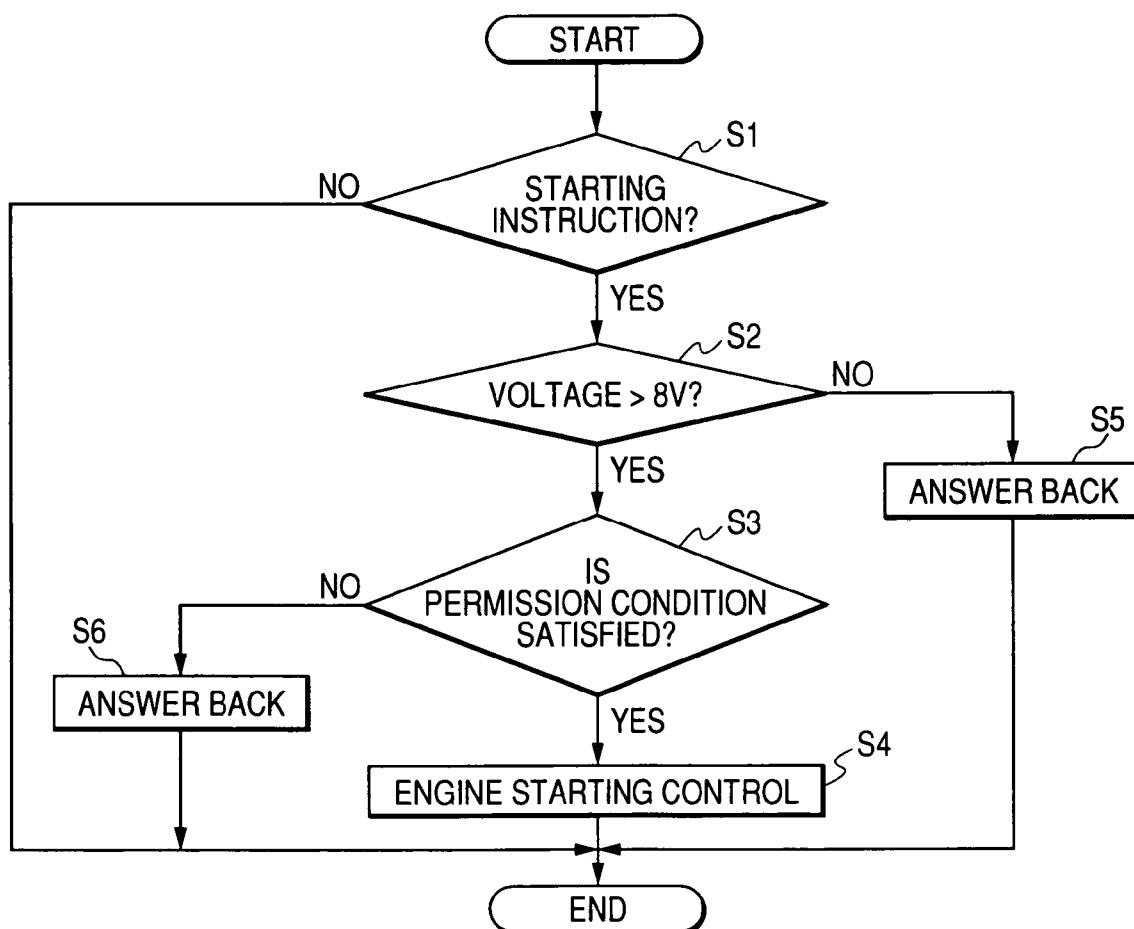 START
S1
NO
STARTING
INSTRUCTION?
YES
S2
VOLTAGE > 8V?
NO
YES
S5
ANSWER BACK
S3
NO
IS
PERMISSION CONDITION
SATISFIED?
S6
ANSWER BACK
YES
S4
ENGINE STARTING CONTROL
END